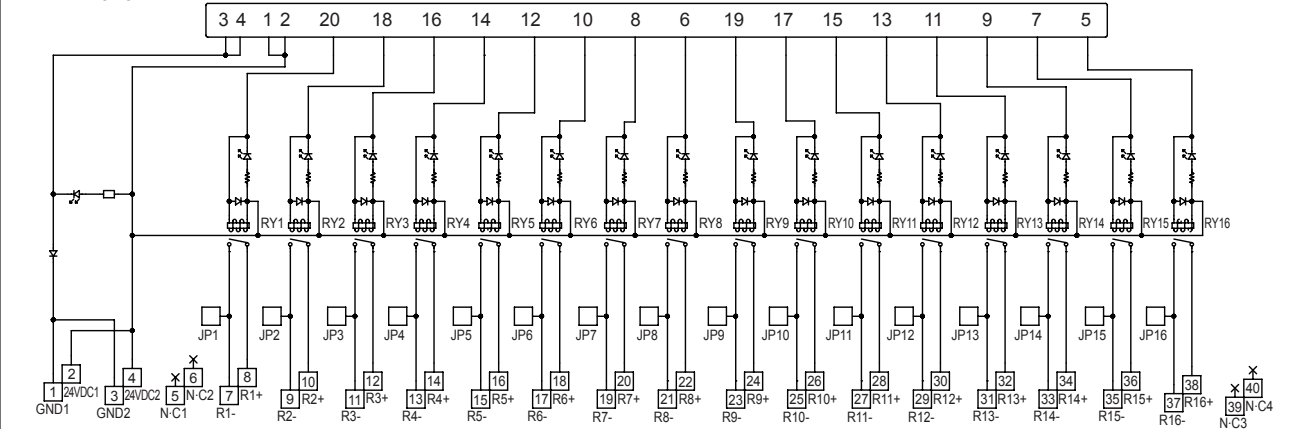 3 4 1 2 20 18 16 14 12 10 8 6 19 17 15 13 11 9 7 5
RY1 RY2 RY3 RY4 RY5 RY6 RY7 RY8 RY9 RY10 RY11 RY12 RY13 RY14 RY15 RY16
JP1 JP2 JP3 JP4 JP5 JP6 JP7 JP8 JP9 JP10 JP11 JP12 JP13 JP14 JP15 JP16
2 4 6 8 10 12 14 16 18 20 22 24 26 28 30 32 34 36 38 40
24VDC1 24VDC2 N·C2 R1+ R2+ R3+ R4+ R5+ R6+ R7+ R8+ R9+ R10+ R11+ R12+ R13+ R14+ R15+ R16+ N·C4
1 3 5 7 9 11 13 15 17 19 21 23 25 27 29 31 33 35 37 39
GND1 GND2 N·C1 R1- R2- R3- R4- R5- R6- R7- R8- R9- R10- R11- R12- R13- R14- R15- R16- N·C3